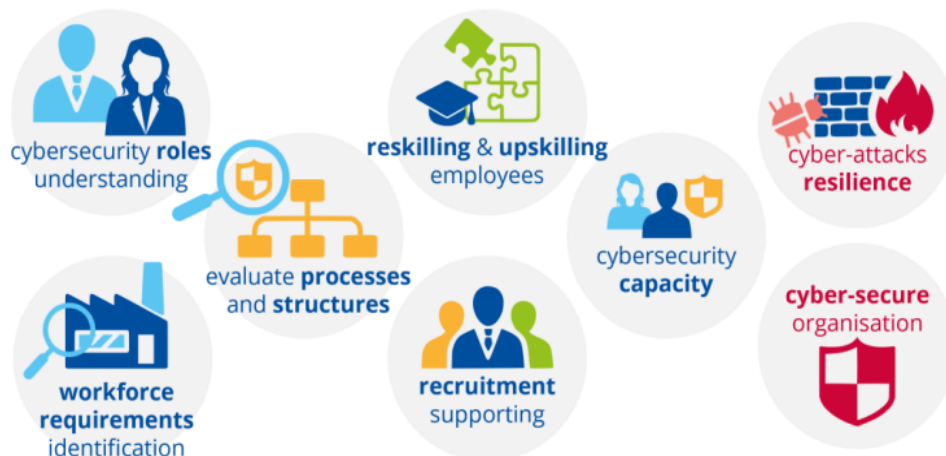 cybersecurity roles
understanding
evaluate processes
and structures
workforce
requirements
identification
reskilling & upskilling
employees
recruitment
supporting
cybersecurity
capacity
cyber-attacks
resilience
cyber-secure
organisation